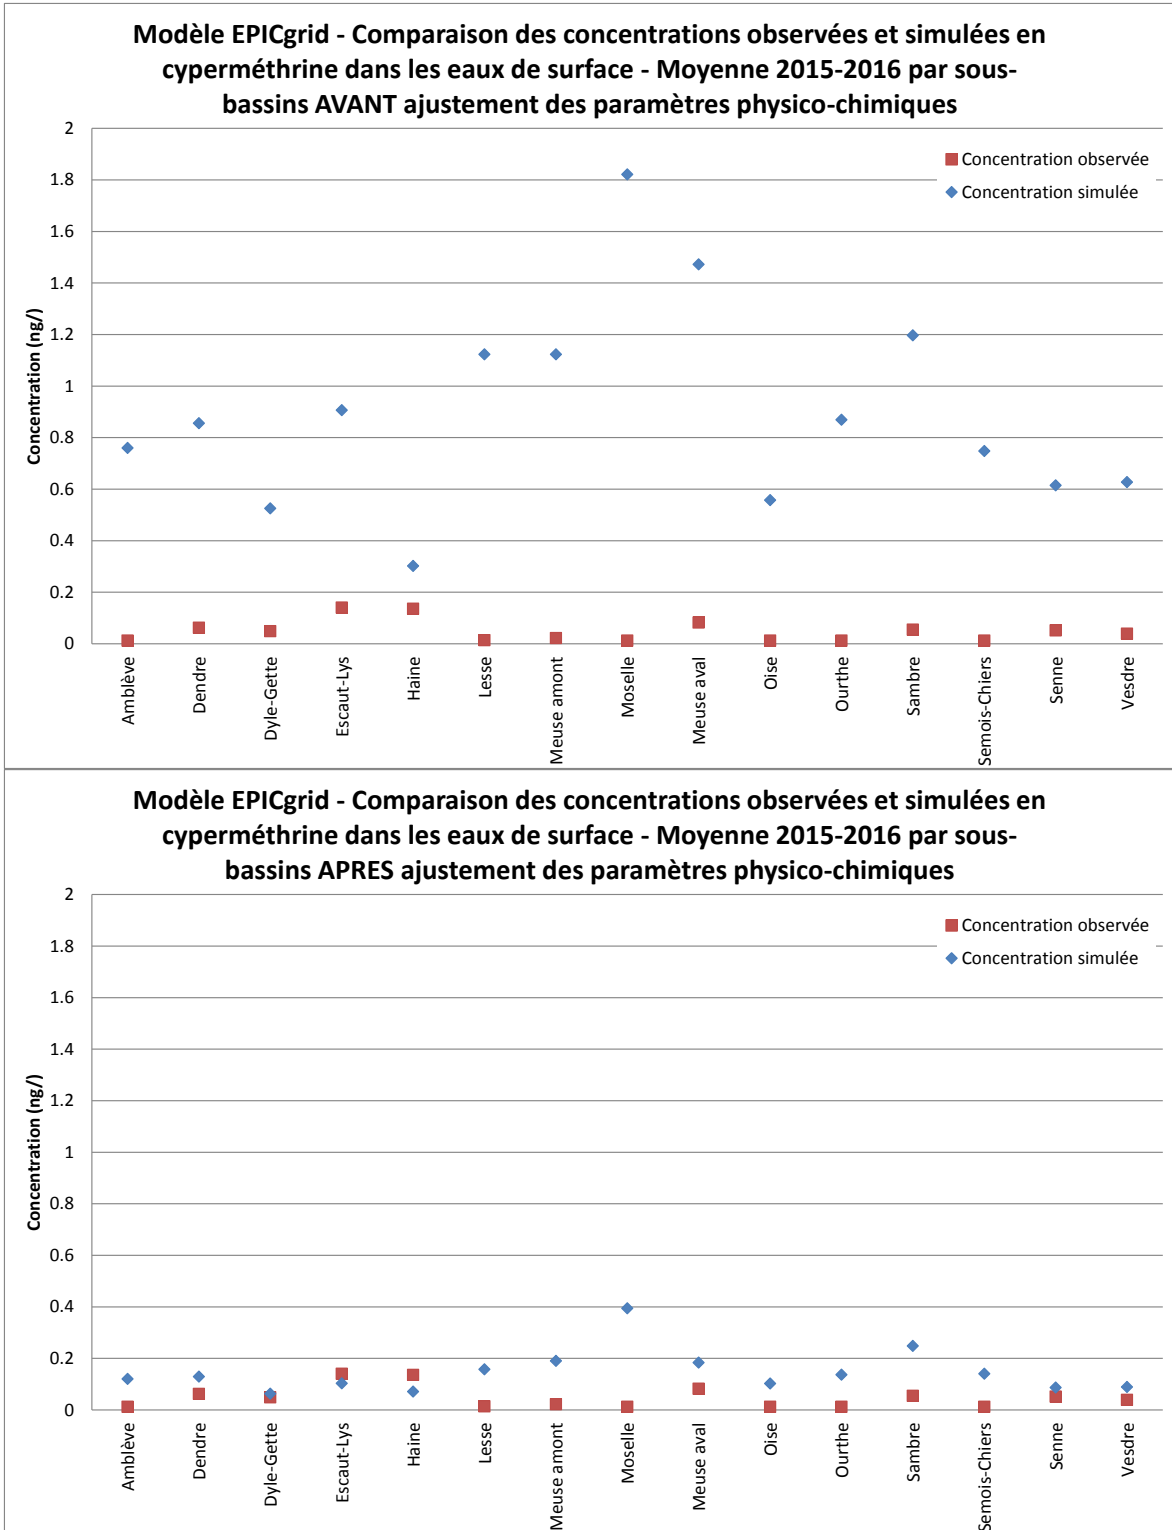 Modèle EPICgrid - Comparaison des concentrations observées et simulées en
cyperméthrine dans les eaux de surface - Moyenne 2015-2016 par sous-
bassins AVANT ajustement des paramètres physico-chimiques
2
1.8
1.6
1.4
1.2
1
0.8
0.6
0.4
0.2
0
Concentration (ng/)
Concentration observée
Concentration simulée
Amblève
Dendre
Dyle-Gette
Escaut-Lys
Haine
Lesse
Meuse amont
Moselle
Meuse aval
Oise
Ourthe
Sambre
Semois-Chiers
Senne
Vesdre
Modèle EPICgrid - Comparaison des concentrations observées et simulées en
cyperméthrine dans les eaux de surface - Moyenne 2015-2016 par sous-
bassins APRES ajustement des paramètres physico-chimiques
2
1.8
1.6
1.4
1.2
1
0.8
0.6
0.4
0.2
0
Concentration (ng/)
Concentration observée
Concentration simulée
Amblève
Dendre
Dyle-Gette
Escaut-Lys
Haine
Lesse
Meuse amont
Moselle
Meuse aval
Oise
Ourthe
Sambre
Semois-Chiers
Senne
Vesdre